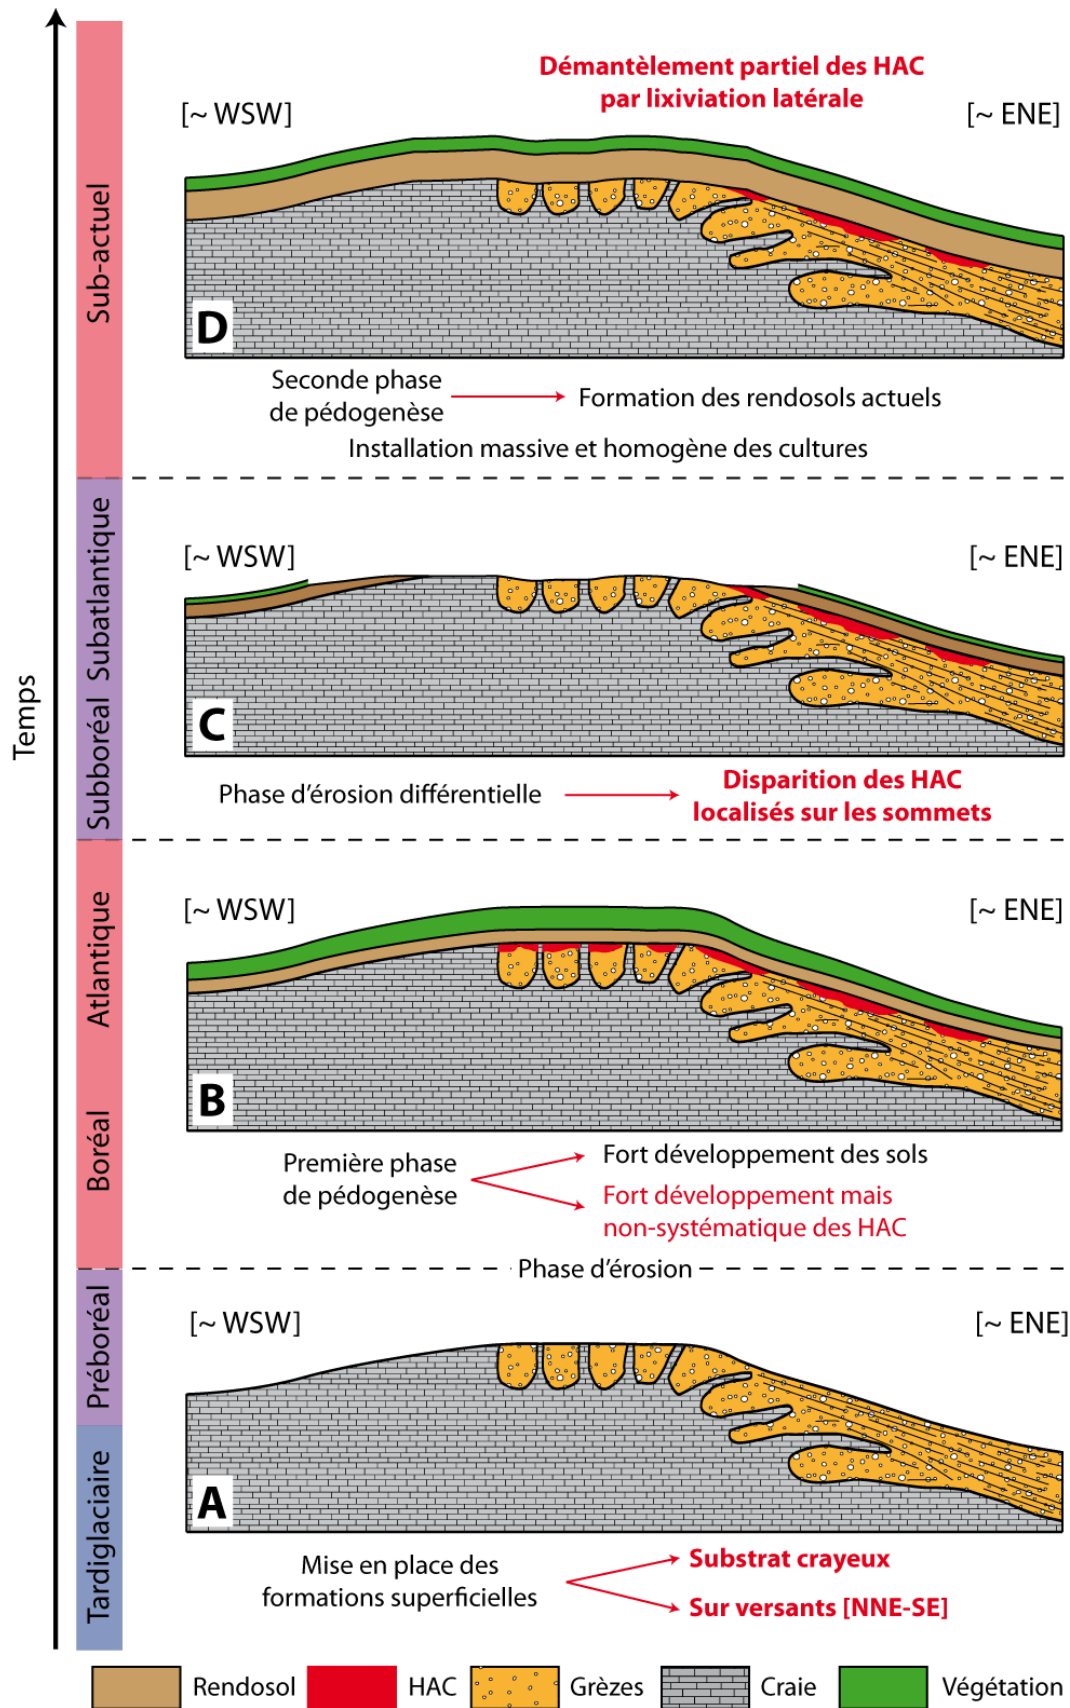 Temps
Sub-actuel
Démantèlement partiel des HAC
par lixiviation latérale
[~ WSW]
[~ ENE]
D
Seconde phase
de pédogenèse
Formation des rendosols actuels
Installation massive et homogène des cultures
Subboréal Subatlantique
[~ WSW]
[~ ENE]
C
Phase d'érosion différentielle
Disparition des HAC
localisés sur les sommets
Boréal Atlantique
[~ WSW]
[~ ENE]
B
Première phase
de pédogenèse
Fort développement des sols
Fort développement mais
non-systématique des HAC
Phase d'érosion
Préboréal
Tardiglaciaire
[~ WSW]
[~ ENE]
A
Mise en place des
formations superficielles
Substrat crayeux
Sur versants [NNE-SE]
Rendosol
HAC
Grèzes
Craie
Végétation